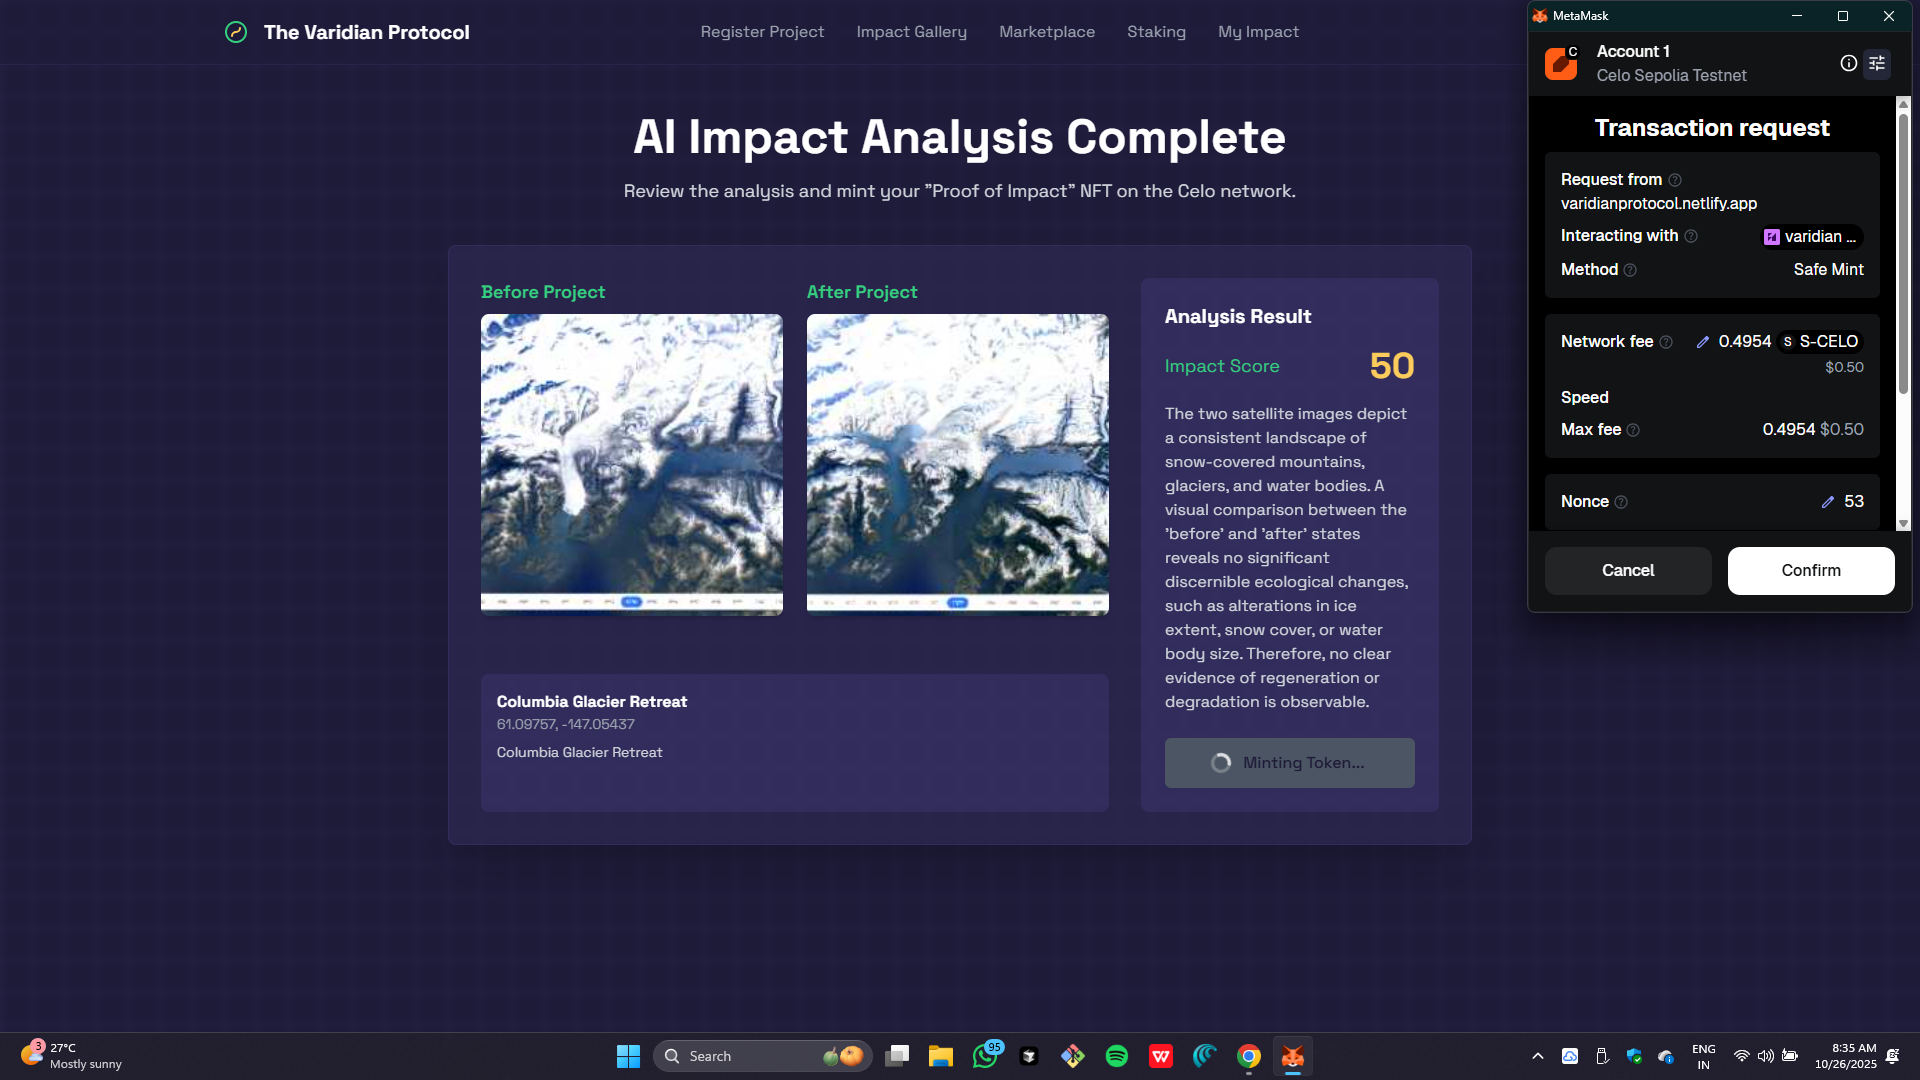 The Varidian Protocol
Register Project
Impact Gallery
Marketplace
Staking
My Impact
AI Impact Analysis Complete
Review the analysis and mint your "Proof of Impact" NFT on the Celo network.
Before Project
After Project
Columbia Glacier Retreat
61.09757, -147.05437
Columbia Glacier Retreat
Analysis Result
Impact Score 50
The two satellite images depict
a consistent landscape of
snow-covered mountains,
glaciers, and water bodies. A
visual comparison between the
'before' and 'after' states
reveals no significant
discernible ecological changes,
such as alterations in ice
extent, snow cover, or water
body size. Therefore, no clear
evidence of regeneration or
degradation is observable.
Minting Token...
MetaMask
C
Account 1
Celo Sepolia Testnet
Transaction request
Request from
varidianprotocol.netlify.app
Interacting with varidian ...
Method Safe Mint
Network fee 0.4954 S S-CELO
$0.50
Speed
Max fee 0.4954 $0.50
Nonce 53
Cancel
Confirm
3
27°C
Mostly sunny
Search
95
ENG
IN
8:35 AM
10/26/2025